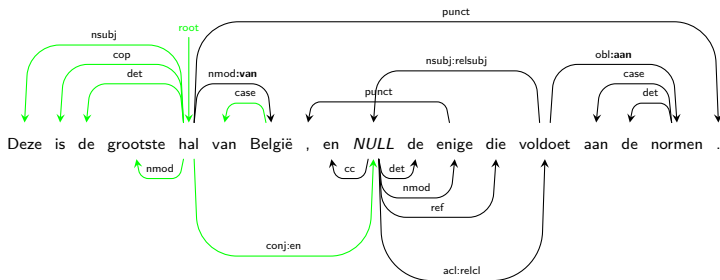 punct
nsubj
root
cop
nsubj:relsubj
obl:aan
det
nmod:van
case
case
punct
det
Deze is de grootste hal van België , en NULL de enige die voldoet aan de normen .
nmod
cc
det
nmod
ref
conj:en
acl:relcl